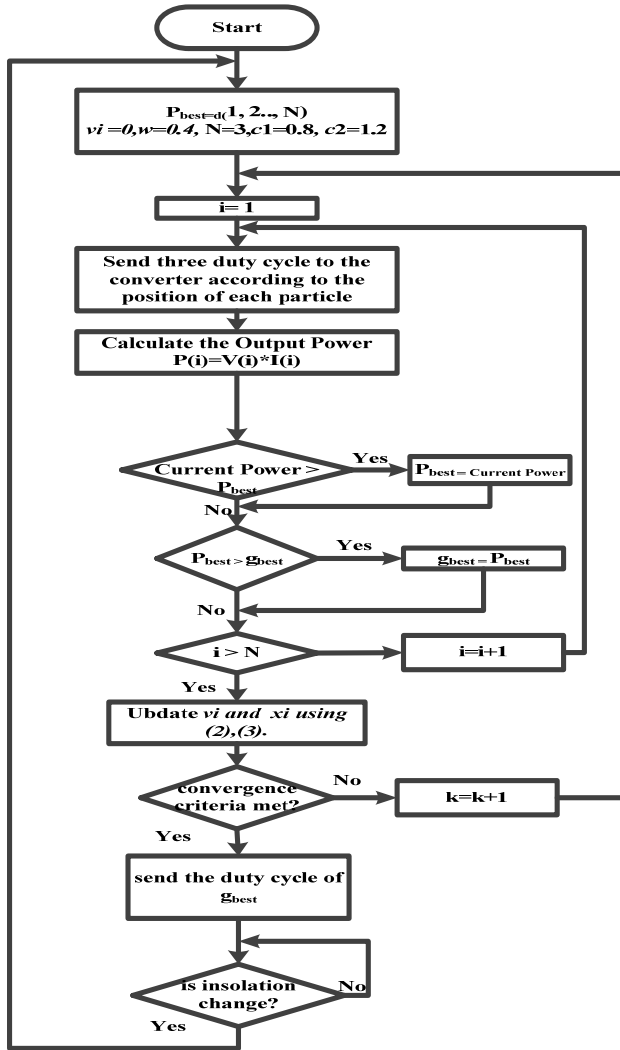 Start
Pbest=d(1, 2.., N)
vi =0,w=0.4, N=3,c1=0.8, c2=1.2
i= 1
Send three duty cycle to the
converter according to the
position of each particle
Calculate the Output Power
P(i)=V(i)*I(i)
Current Power >
Pbest
Yes
Pbest = Current Power
No
Pbest > gbest
Yes
gbest = Pbest
No
i > N
i=i+1
Yes
Ubdate vi and xi using
(2),(3).
convergence
criteria met?
No
k=k+1
Yes
send the duty cycle of
gbest
is insolation
change?
No
Yes